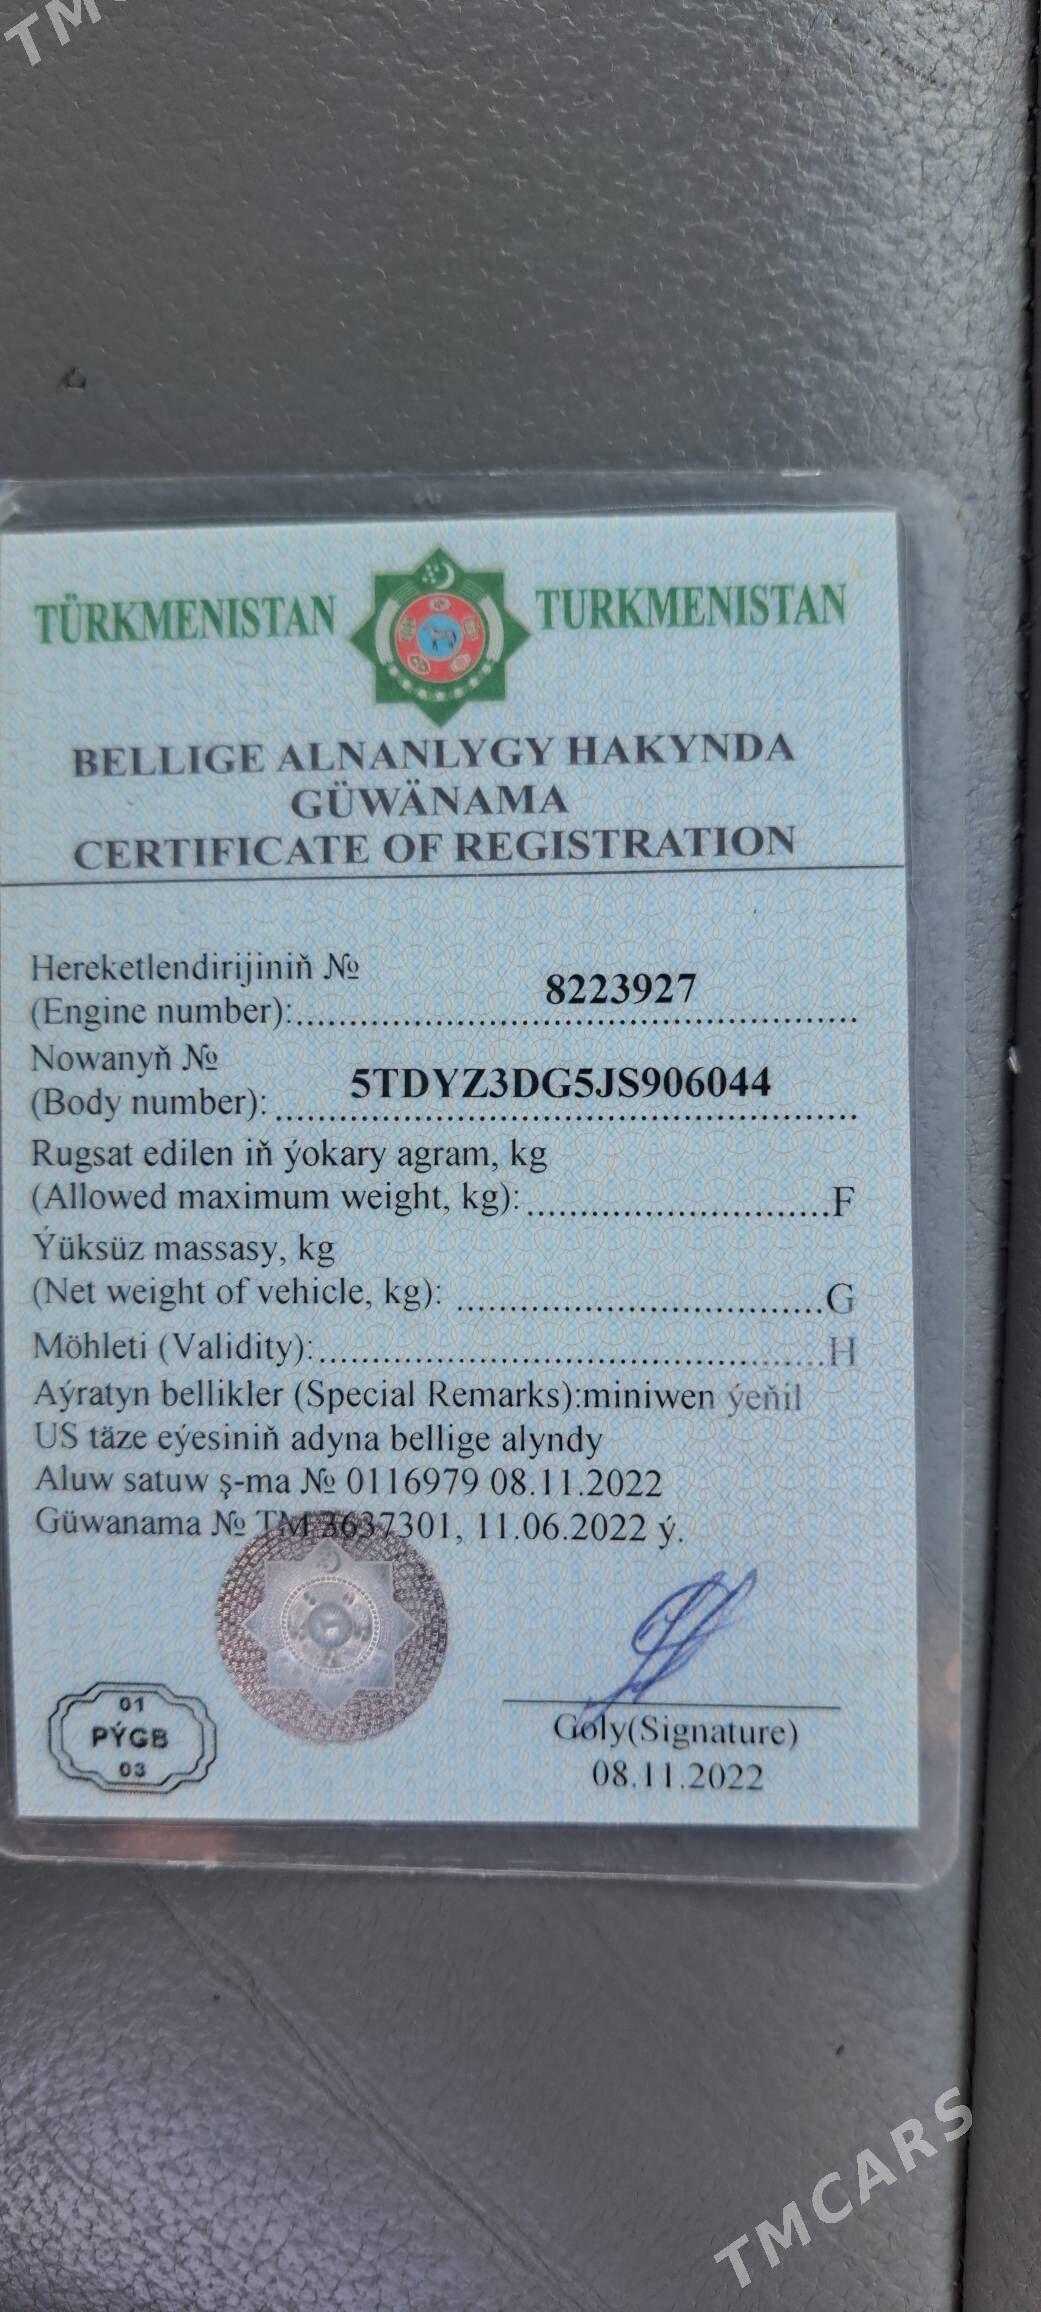 TMC
TÜRKMENISTAN TURKMENISTAN
BELLIGE ALNANLYGY HAKYNDA
GÜWÄNAMA
CERTIFICATE OF REGISTRATION
Hereketlendirijiniň №
(Engine number):........8223927
Nowanyň №
(Body number): ........5TDYZ3DG5JS906044
Rugsat edilen iň ýokary agram, kg
(Allowed maximum weight, kg):........F
Ýüksüz massasy, kg
(Net weight of vehicle, kg): ........G
Möhleti (Validity):........H
Aýratyn bellikler (Special Remarks):miniwen ýeňil
US täze eýesiniň adyna bellige alyndy
Aluw satuw ş-ma № 0116979 08.11.2022
Güwanama № TM 3637301, 11.06.2022 ý.
01
PÝGB
03
Goly(Signature)
08.11.2022
TMCARS